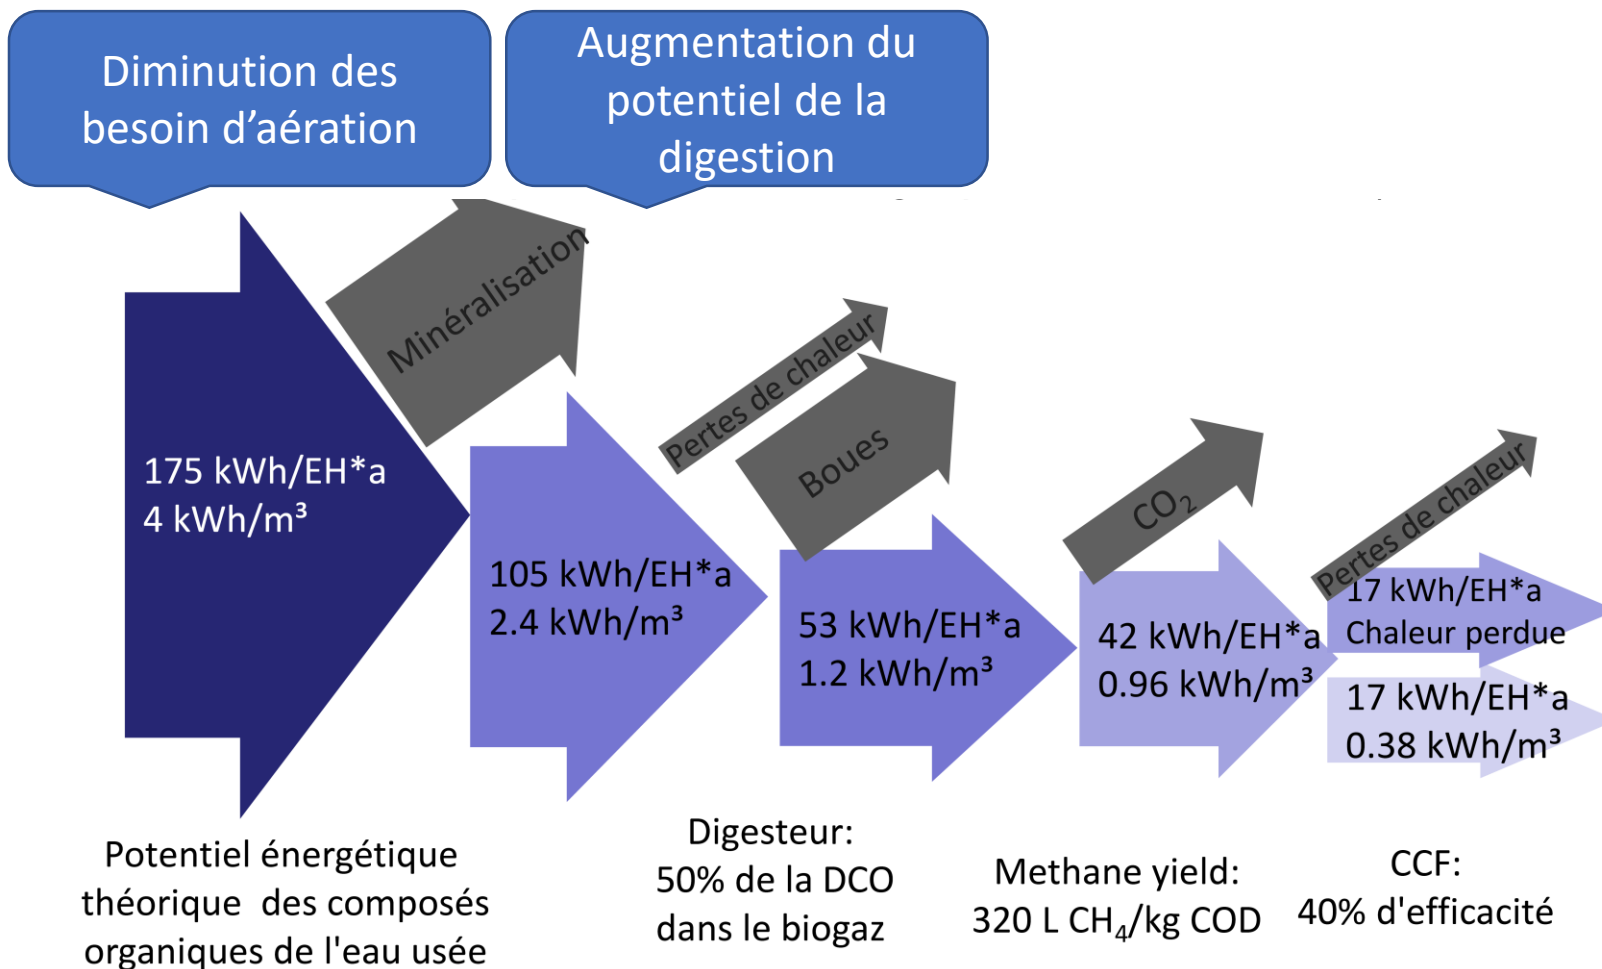 Diminution des
besoin d’aération
Augmentation du
potentiel de la
digestion
Minéralisation
Pertes de chaleur
Boues
CO₂
Pertes de chaleur
175 kWh/EH*a
4 kWh/m³
105 kWh/EH*a
2.4 kWh/m³
53 kWh/EH*a
1.2 kWh/m³
42 kWh/EH*a
0.96 kWh/m³
17 kWh/EH*a
Chaleur perdue
17 kWh/EH*a
0.38 kWh/m³
Potentiel énergétique
théorique des composés
organiques de l'eau usée
Digesteur:
50% de la DCO
dans le biogaz
Methane yield:
320 L CH₄/kg COD
CCF:
40% d'efficacité